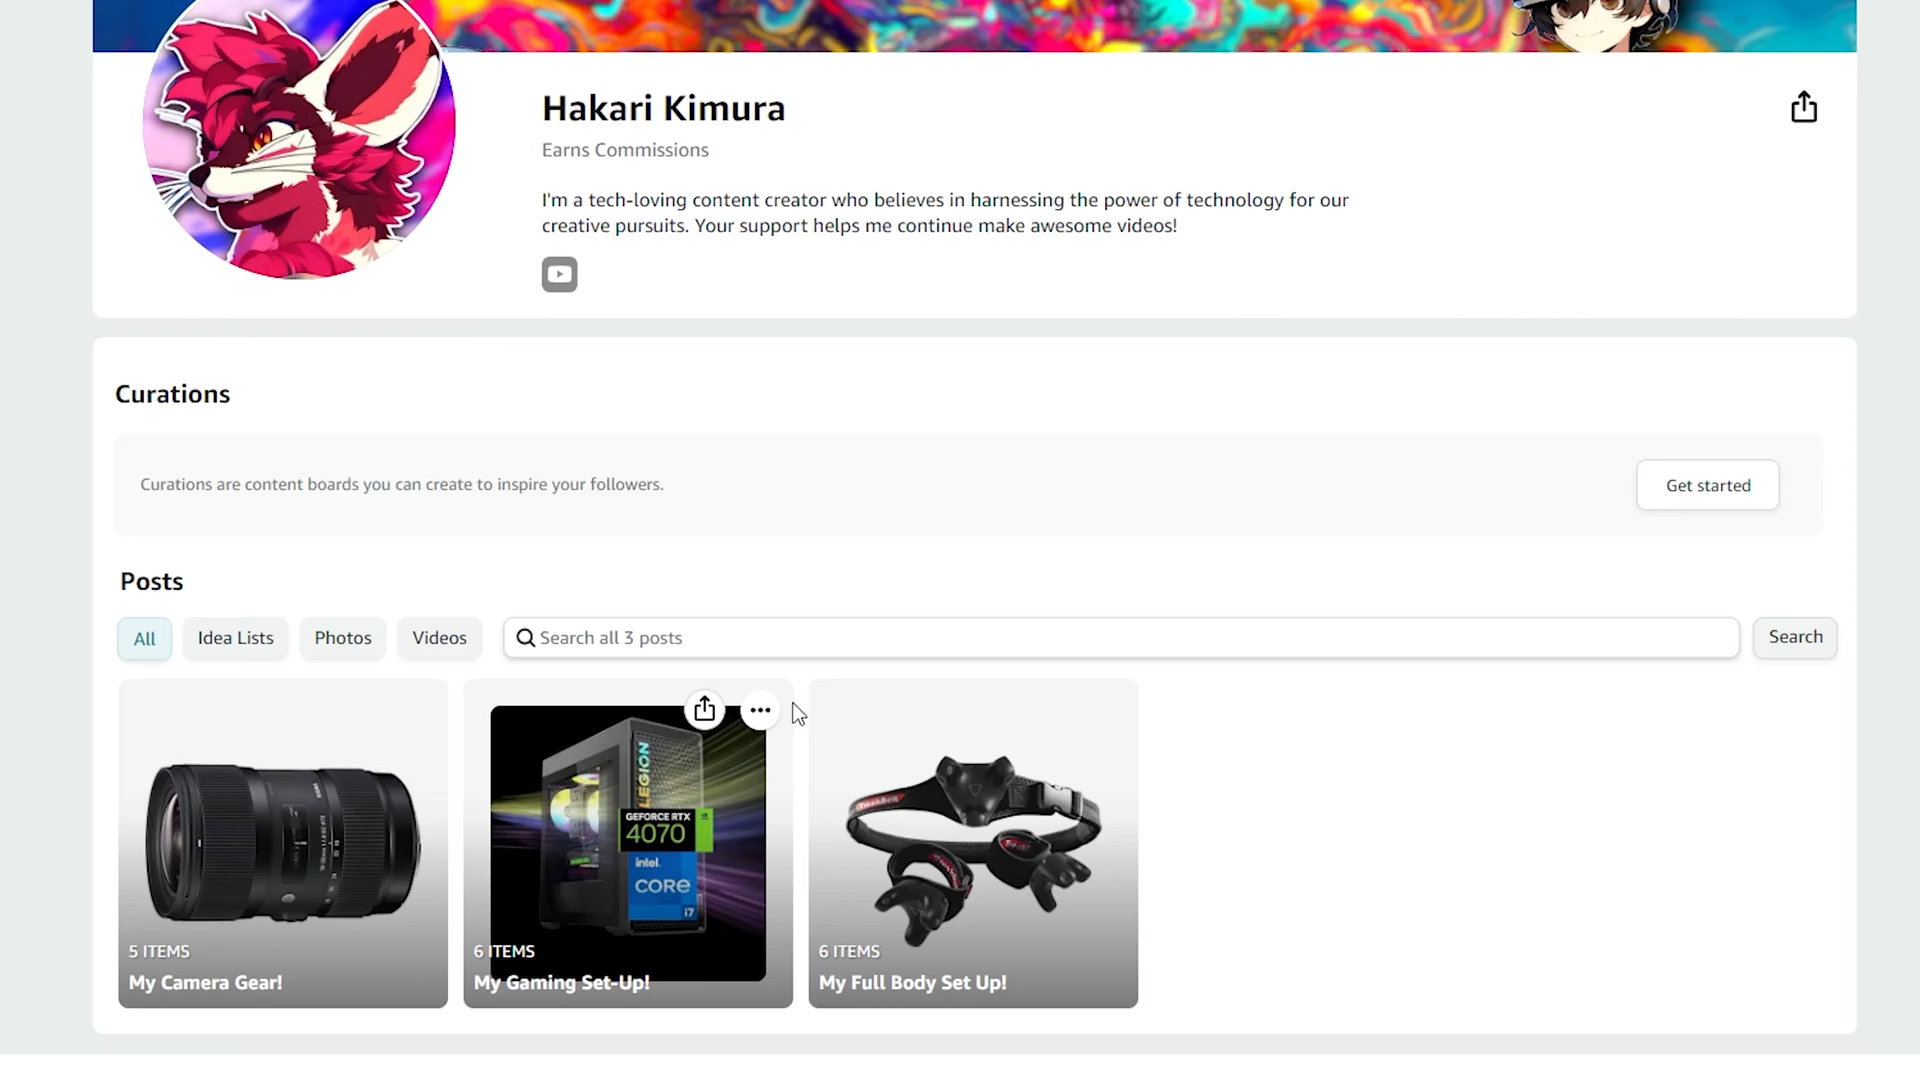 Hakari Kimura
Earns Commissions
I'm a tech-loving content creator who believes in harnessing the power of technology for our
creative pursuits. Your support helps me continue make awesome videos!
Curations
Curations are content boards you can create to inspire your followers.
Get started
Posts
All
Idea Lists
Photos
Videos
Search all 3 posts
Search
5 ITEMS
My Camera Gear!
LEGION
GEFORCE RTX
4070
intel.
CORE
i7
6 ITEMS
My Gaming Set-Up!
6 ITEMS
My Full Body Set Up!